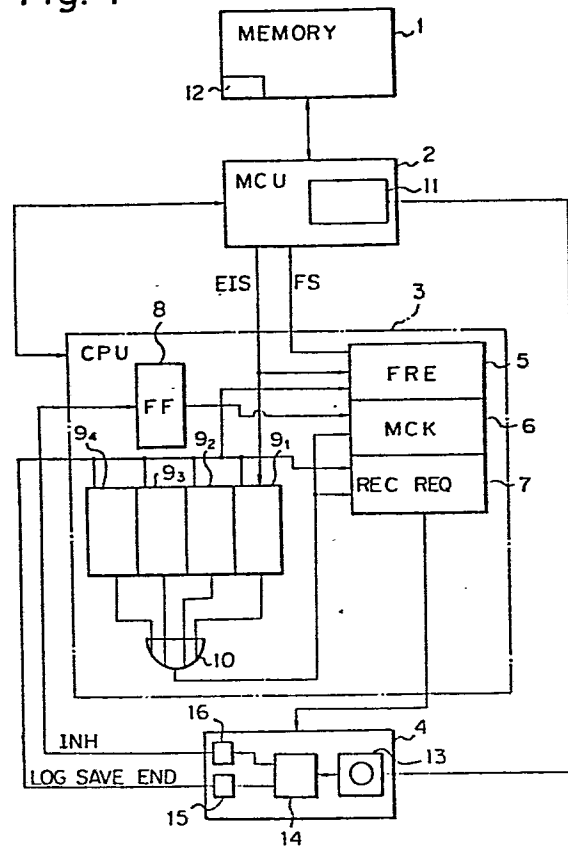 Fig. 1
MEMORY
1
12
2
MCU
11
EIS
FS
3
8
CPU
5
FF
FRE
MCK
6
9₄
9₃
9₂
9₁
REC REQ
7
10
16
4
INH
13
LOG SAVE END
15
14